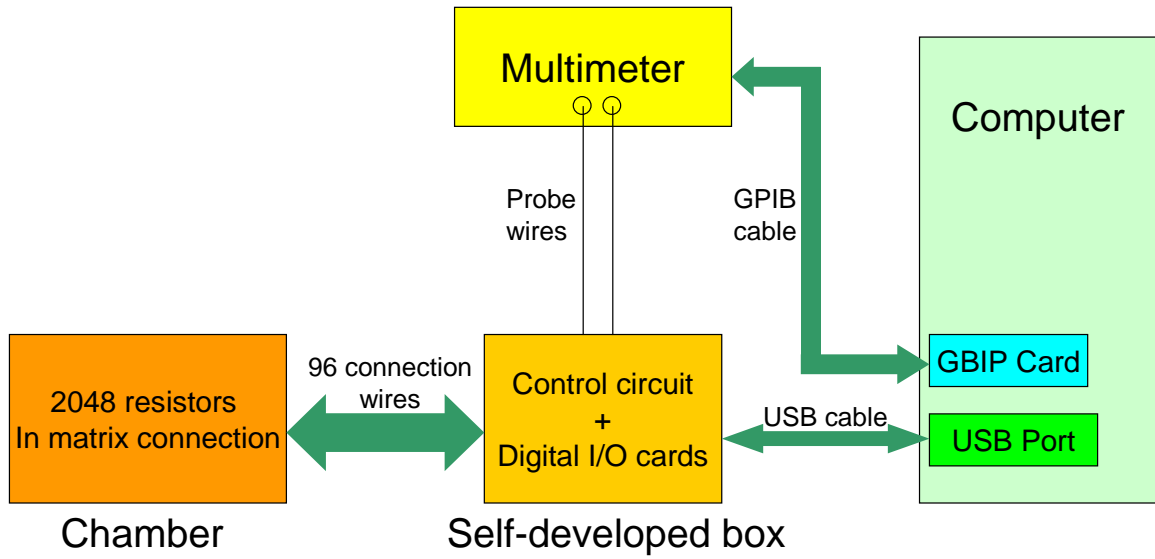 Multimeter
Computer
Probe
wires
GPIB
cable
96 connection
wires
2048 resistors
In matrix connection
Control circuit
+
Digital I/O cards
GBIP Card
USB cable
USB Port
Chamber
Self-developed box